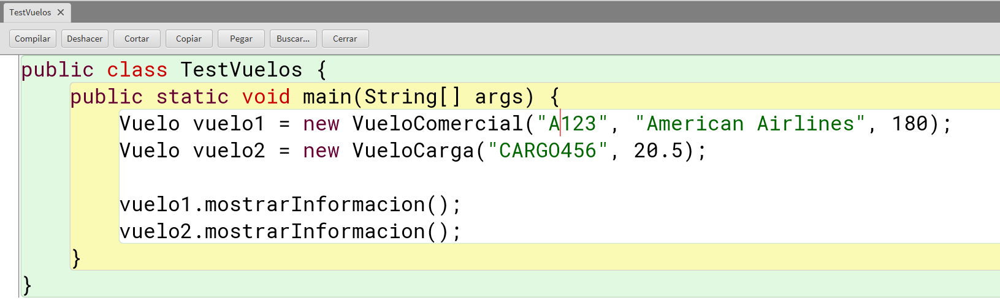 TestVuelos ×
Compilar Deshacer Cortar Copiar Pegar Buscar... Cerrar
public class TestVuelos {
public static void main(String[] args) {
Vuelo vuelo1 = new VueloComercial("A123", "American Airlines", 180);
Vuelo vuelo2 = new VueloCarga("CARGO456", 20.5);
vuelo1.mostrarInformacion();
vuelo2.mostrarInformacion();
}
}